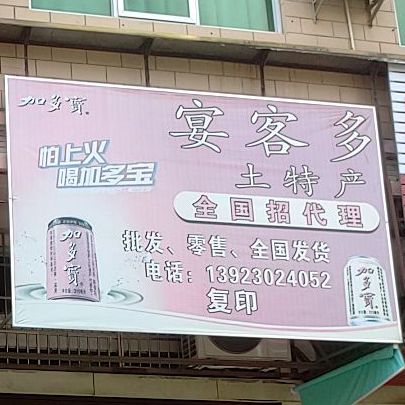 加多寶
宴客多
怕上火
喝加多宝
土特产
全国招代理
批发、零售、全国发货
电话：13923024052
复印
加多寶
加多寶